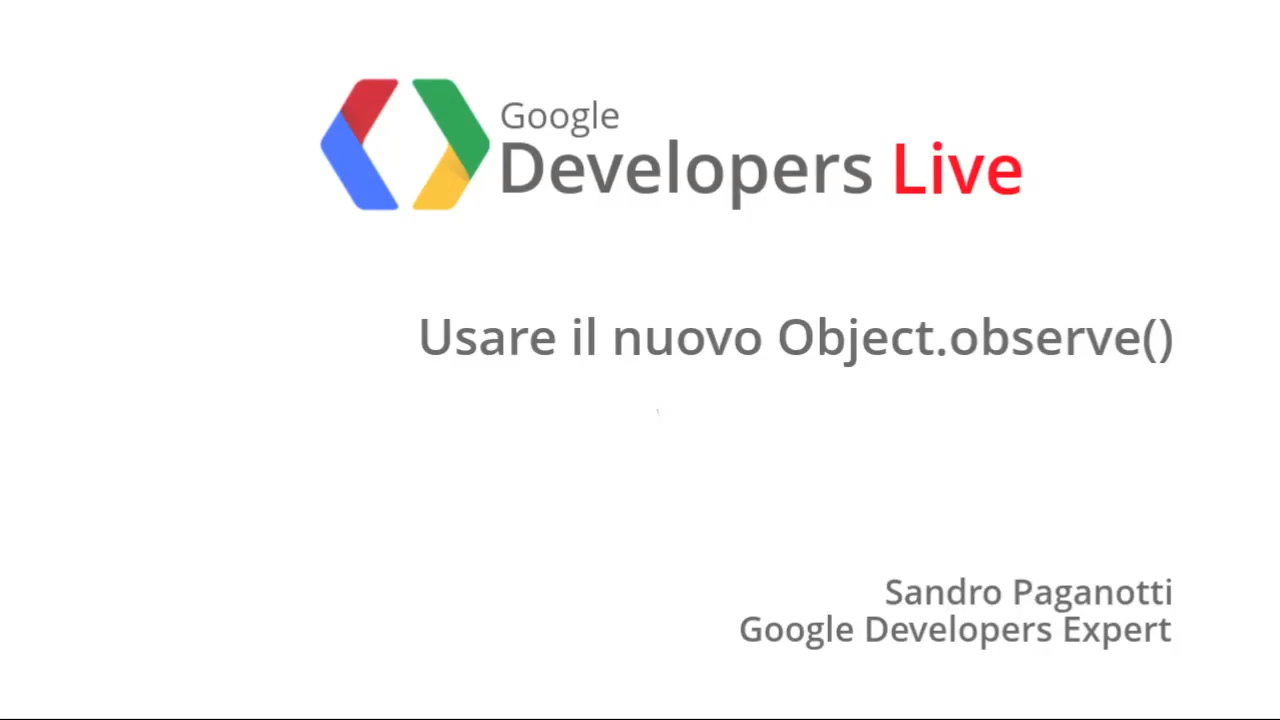 Google
Developers Live
Usare il nuovo Object.observe()
Sandro Paganotti
Google Developers Expert